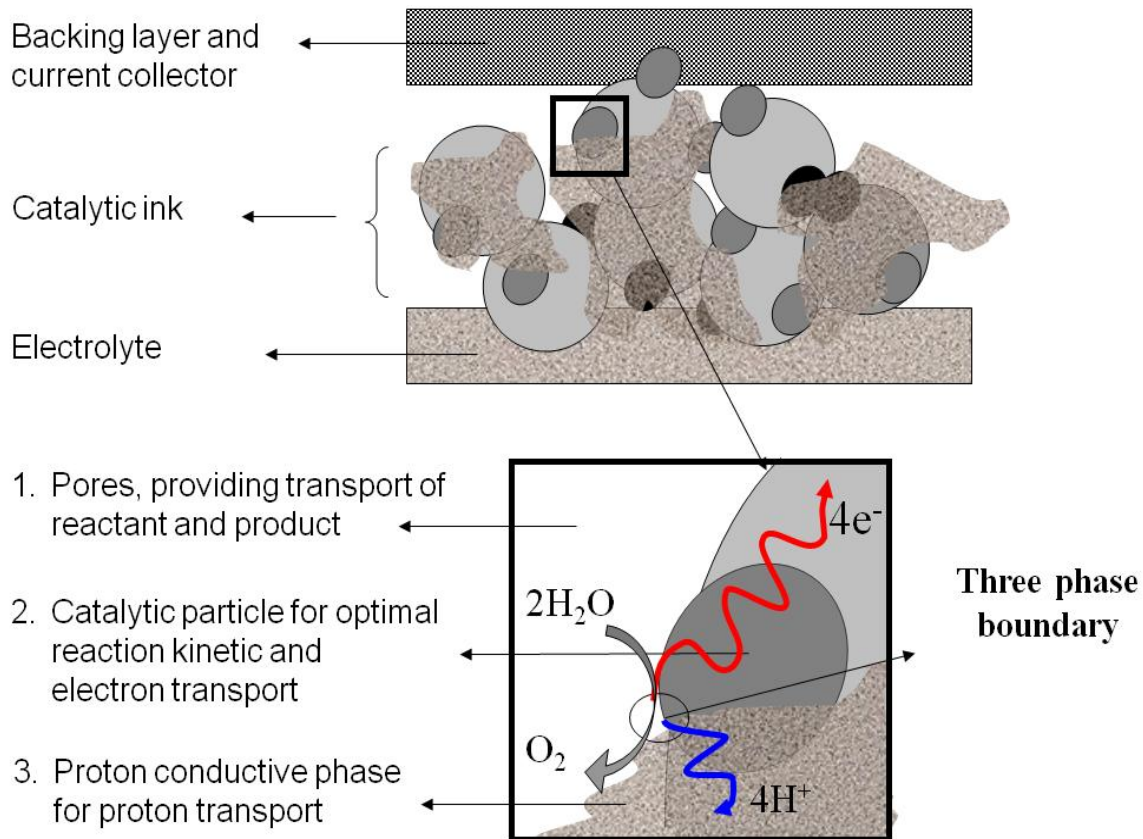 Backing layer and
current collector
Catalytic ink
Electrolyte
1. Pores, providing transport of
reactant and product
2. Catalytic particle for optimal
reaction kinetic and
electron transport
3. Proton conductive phase
for proton transport
4e⁻
2H₂O
O₂
4H⁺
Three phase
boundary